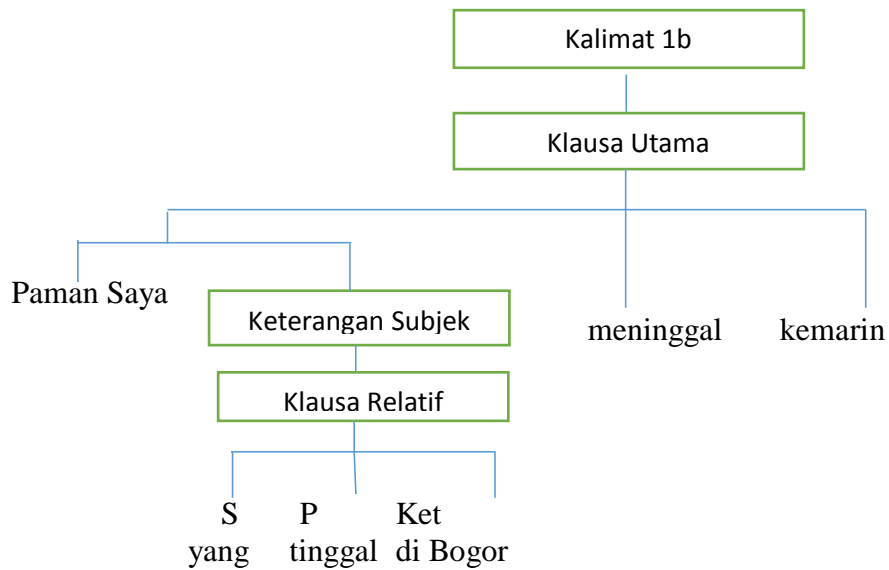 Kalimat 1b
Klausa Utama
Paman Saya
Keterangan Subjek
meninggal
kemarin
Klausa Relatif
S P Ket
yang tinggal di Bogor